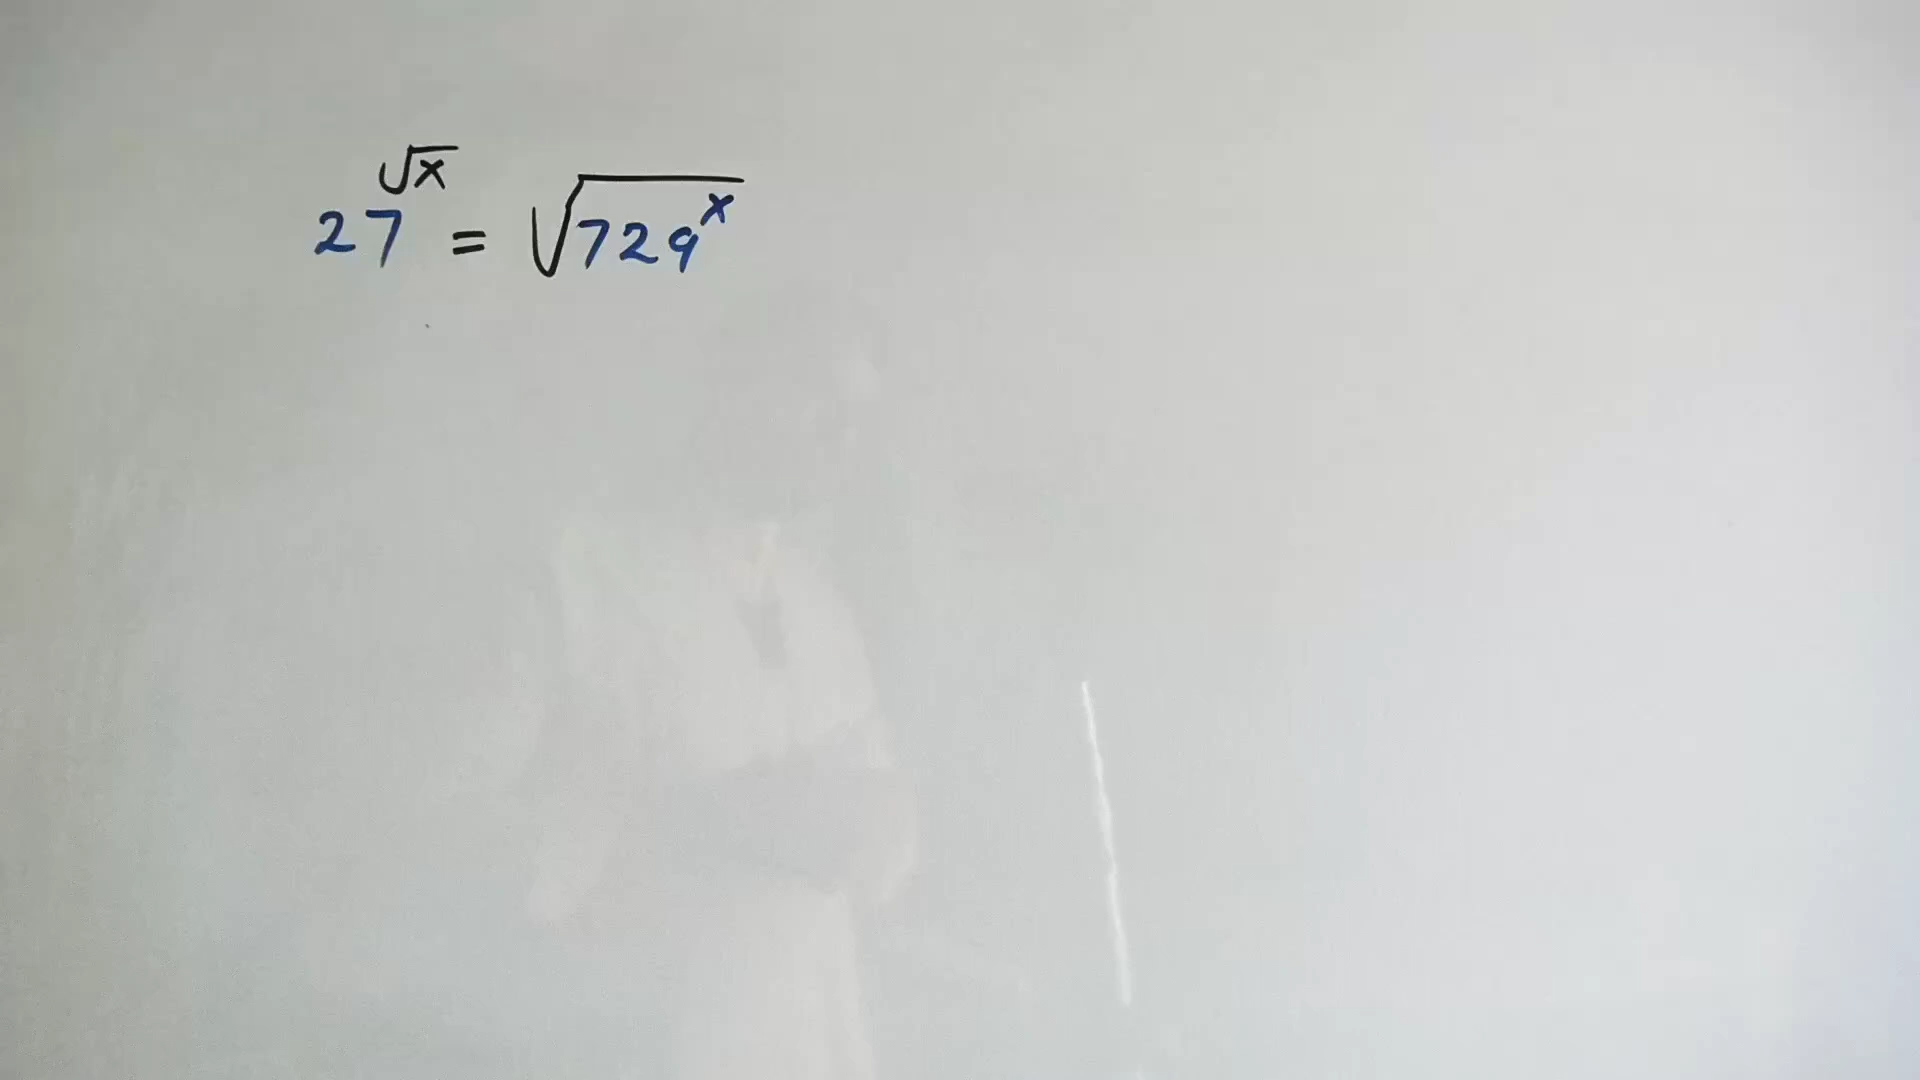 27^√x = √729^x